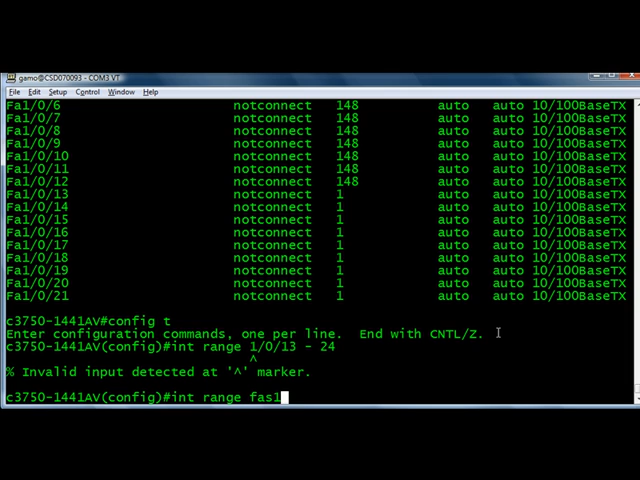 gamo@CSD070093 - COM3 VT
File Edit Setup Control Window Help
Fa1/0/6 notconnect 148 auto auto 10/100BaseTX
Fa1/0/7 notconnect 148 auto auto 10/100BaseTX
Fa1/0/8 notconnect 148 auto auto 10/100BaseTX
Fa1/0/9 notconnect 148 auto auto 10/100BaseTX
Fa1/0/10 notconnect 148 auto auto 10/100BaseTX
Fa1/0/11 notconnect 148 auto auto 10/100BaseTX
Fa1/0/12 notconnect 148 auto auto 10/100BaseTX
Fa1/0/13 notconnect 1 auto auto 10/100BaseTX
Fa1/0/14 notconnect 1 auto auto 10/100BaseTX
Fa1/0/15 notconnect 1 auto auto 10/100BaseTX
Fa1/0/16 notconnect 1 auto auto 10/100BaseTX
Fa1/0/17 notconnect 1 auto auto 10/100BaseTX
Fa1/0/18 notconnect 1 auto auto 10/100BaseTX
Fa1/0/19 notconnect 1 auto auto 10/100BaseTX
Fa1/0/20 notconnect 1 auto auto 10/100BaseTX
Fa1/0/21 notconnect 1 auto auto 10/100BaseTX
c3750-1441AV#config t
Enter configuration commands, one per line. End with CNTL/Z.
c3750-1441AV(config)#int range 1/0/13 - 24
^
% Invalid input detected at '^' marker.
c3750-1441AV(config)#int range fas1